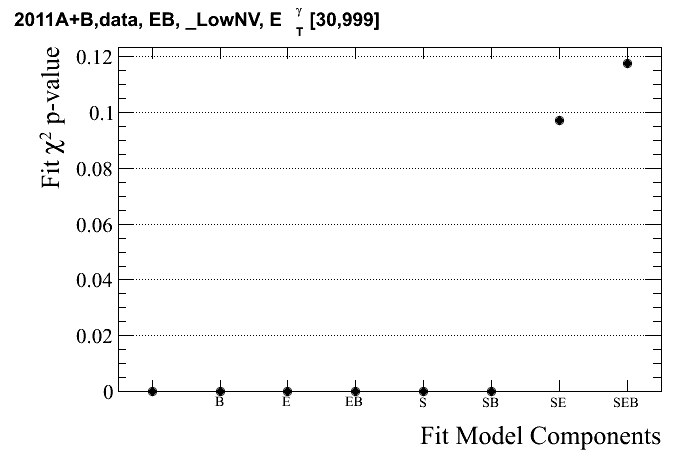 2011A+B,data, EB, _LowNV, E γ T [30,999]
Fit χ² p-value
0.12
0.1
0.08
0.06
0.04
0.02
0
B E EB S SB SE SEB
Fit Model Components